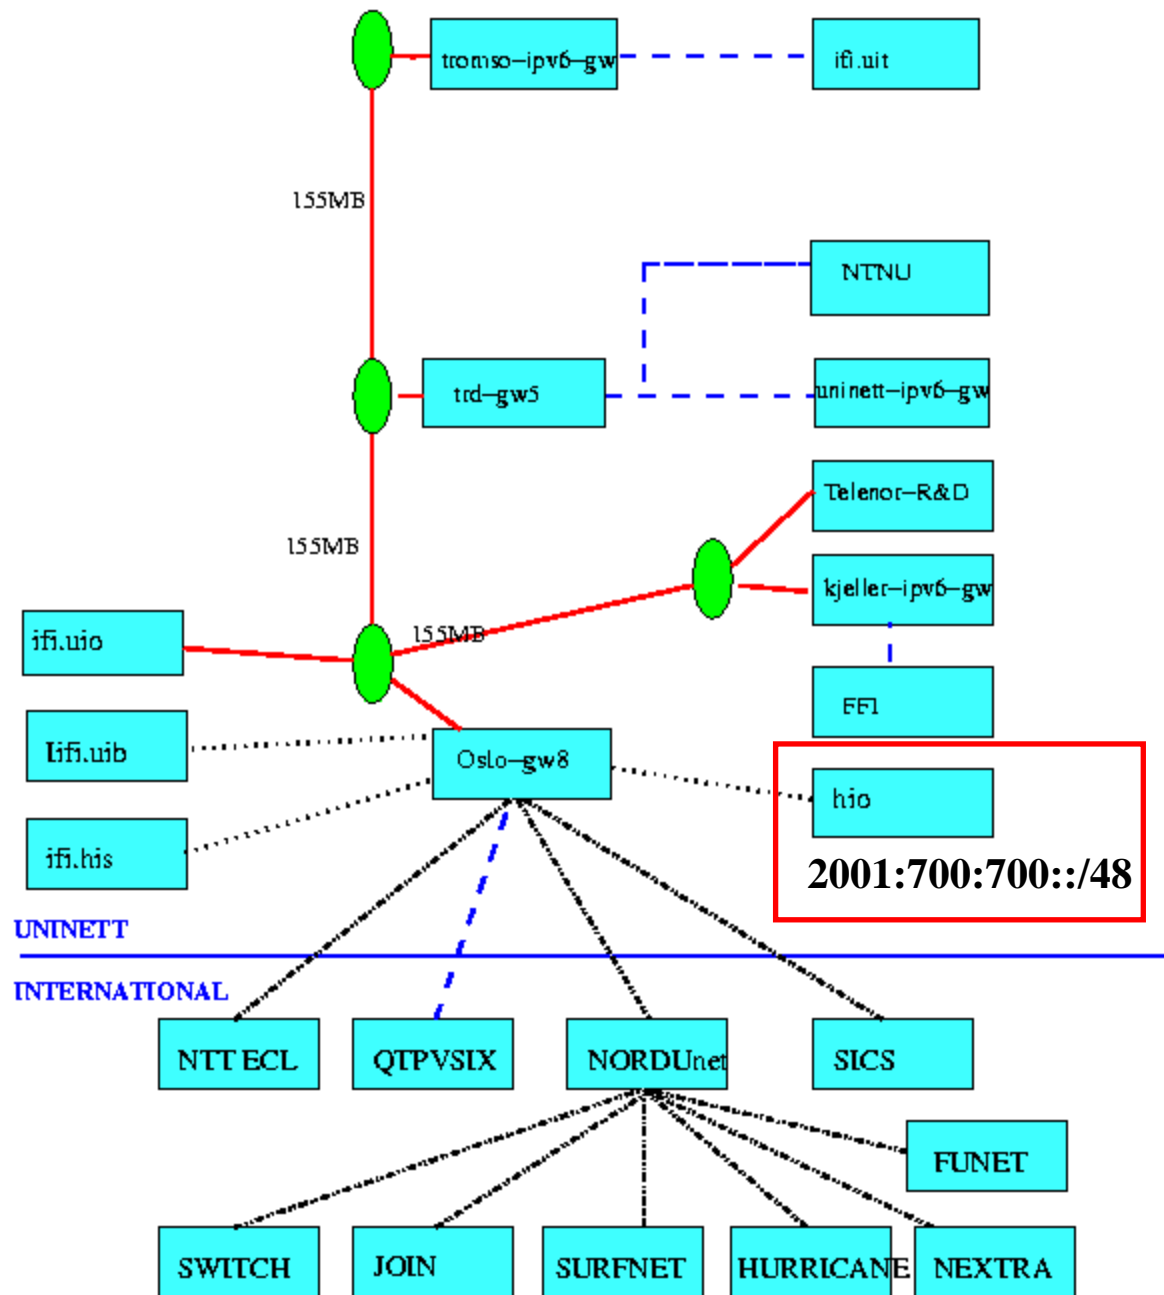 tromso-ipv6-gw
ifi.uit
155MB
NTNU
trd-gw5
uninett-ipv6-gw
Telenor-R&D
155MB
kjeller-ipv6-gw
155MB
ifi.uio
FFI
Iifi.uib
Oslo-gw8
hio
ifi.his
2001:700:700::/48
UNINETT
INTERNATIONAL
NTT ECL
QTPVSIX
NORDUnet
SICS
FUNET
SWITCH
JOIN
SURFNET
HURRICANE
NEXTRA